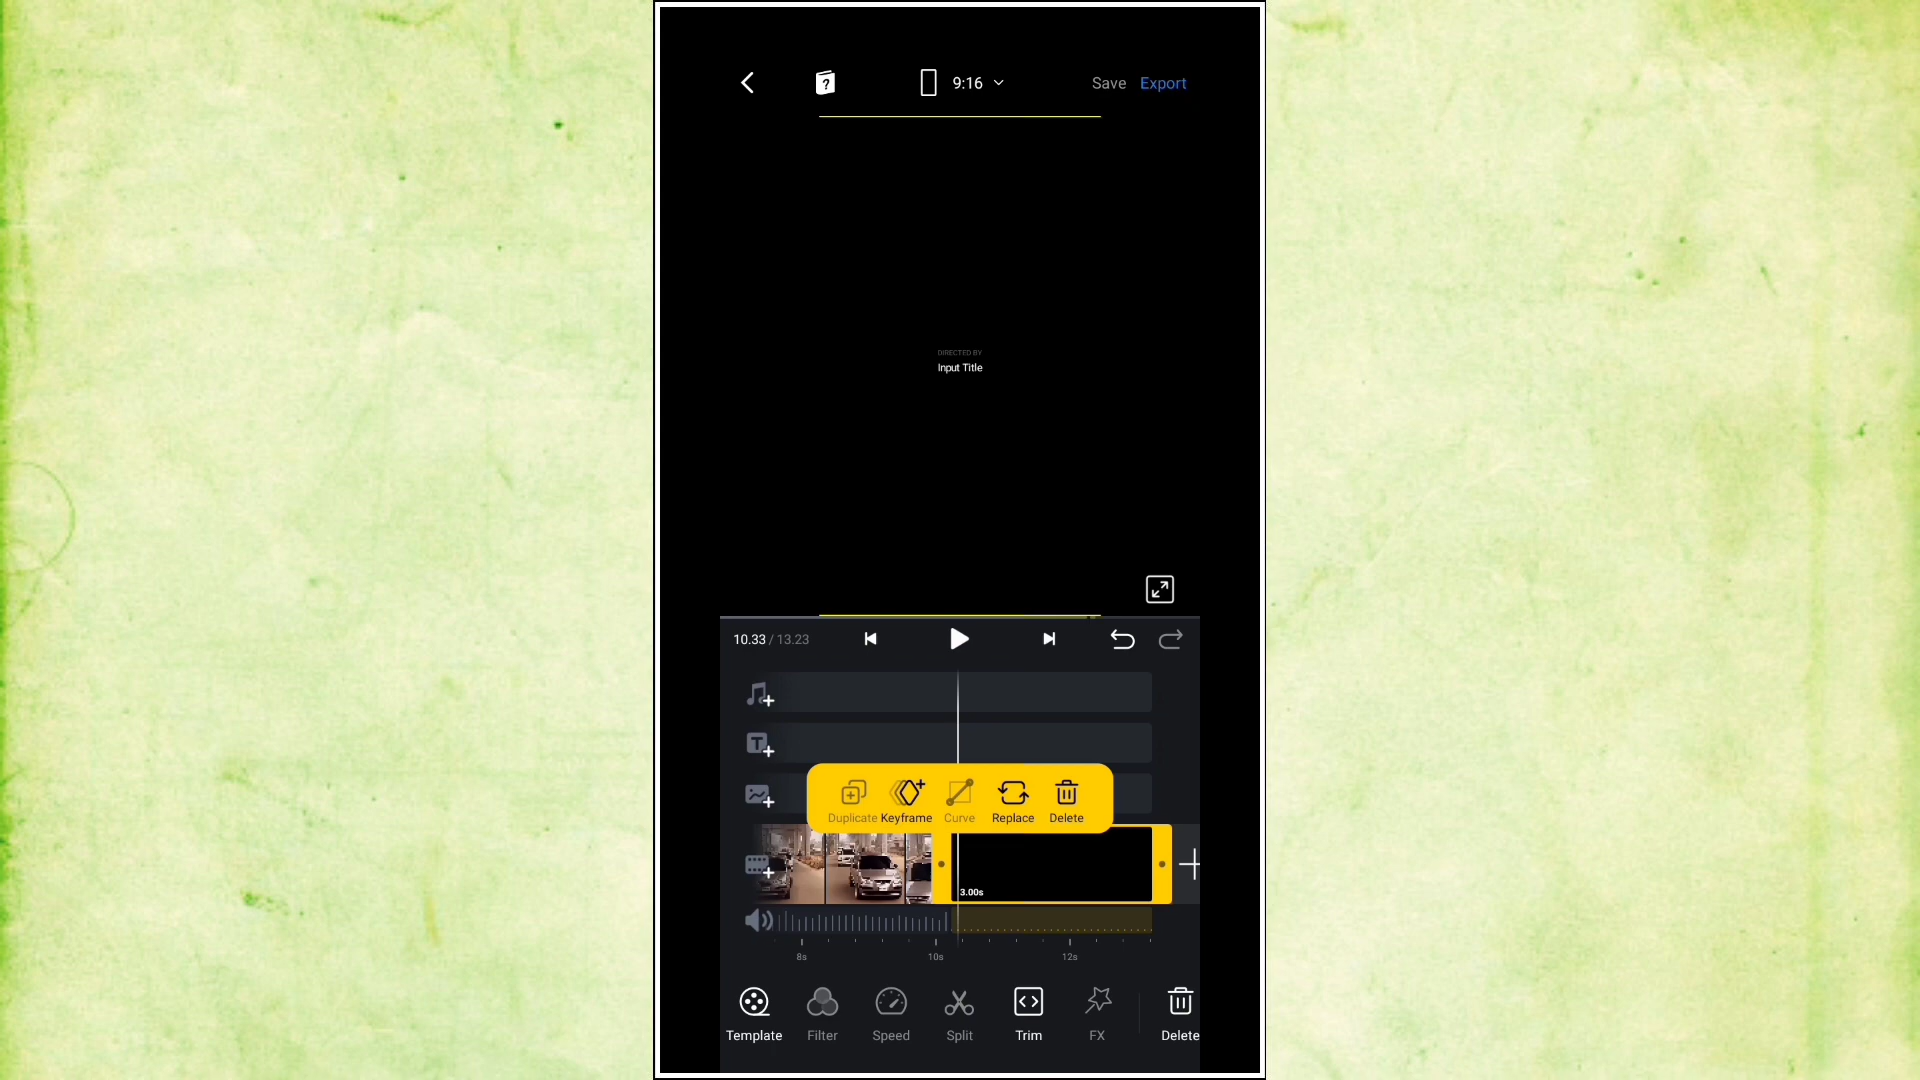 ?
9:16
Save Export
DIRECTED BY
Input Title
10.33 / 13.23
T
Duplicate Keyframe Curve Replace Delete
3.00s
8s 10s 12s
Template Filter Speed Split Trim FX Delete